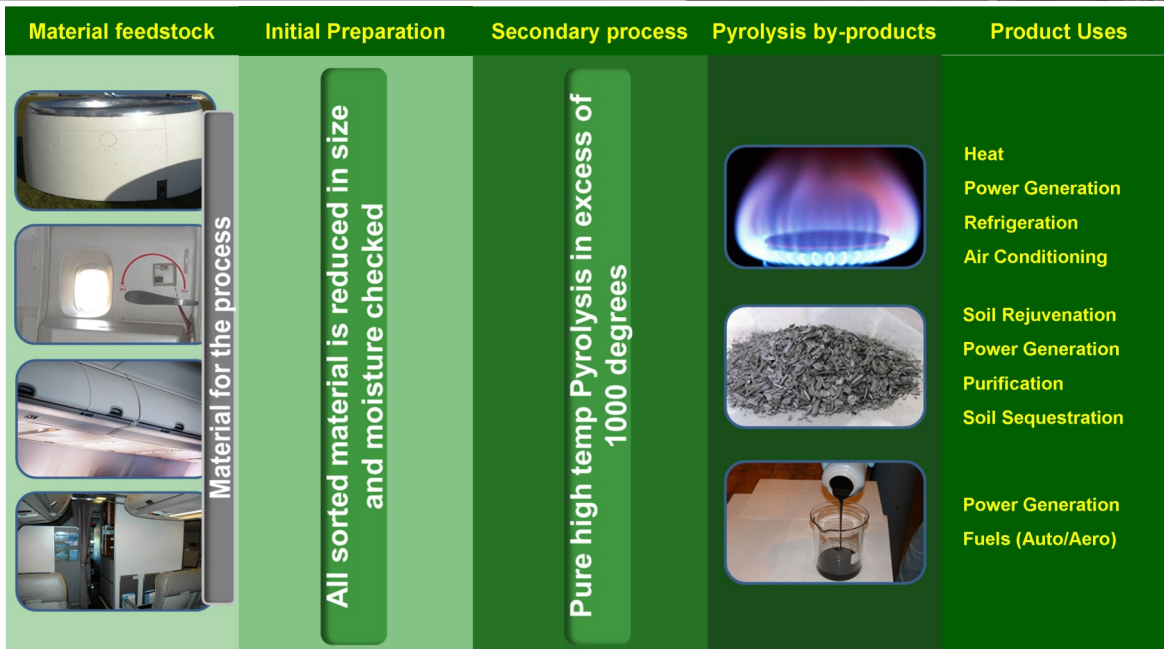 Material feedstock
Initial Preparation
Secondary process
Pyrolysis by-products
Product Uses
Material for the process
All sorted material is reduced in size
and moisture checked
Pure high temp Pyrolysis in excess of
1000 degrees
Heat
Power Generation
Refrigeration
Air Conditioning
Soil Rejuvenation
Power Generation
Purification
Soil Sequestration
Power Generation
Fuels (Auto/Aero)